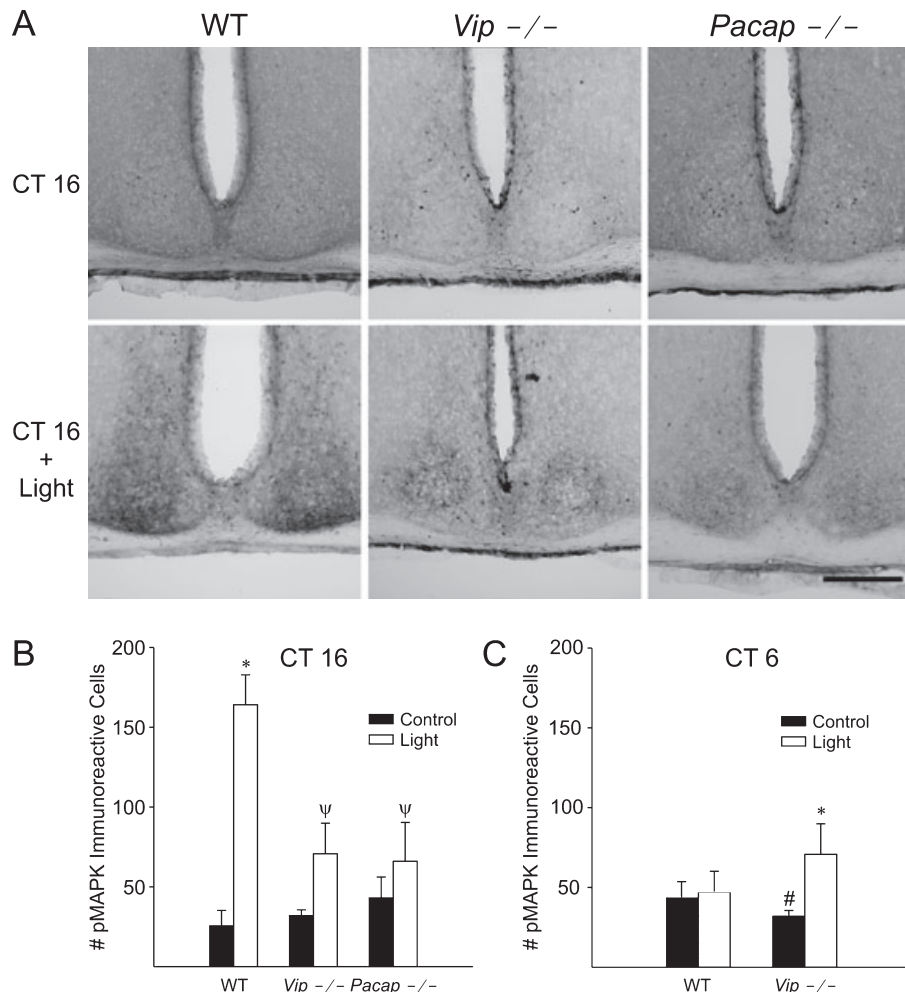 A
WT
Vip −/−
Pacap −/−
CT 16
CT 16
+
Light
B
CT 16
# pMAPK Immunoreactive Cells
200
150
100
50
*
ψ
ψ
Control
Light
WT
Vip −/−
Pacap −/−
C
CT 6
# pMAPK Immunoreactive Cells
200
150
100
50
#
*
Control
Light
WT
Vip −/−